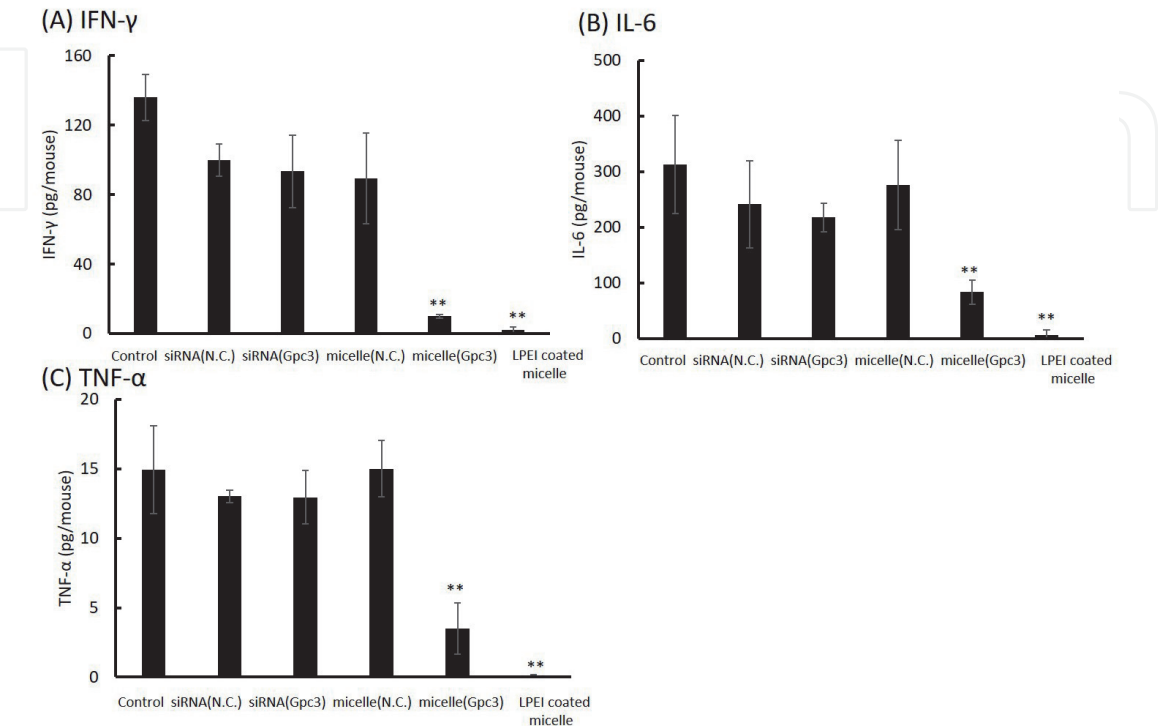 (A) IFN-γ
160
120
80
40
0
IFN-γ (pg/mouse)
** **
Control siRNA(N.C.) siRNA(Gpc3) micelle(N.C.) micelle(Gpc3) LPEI coated
micelle
(B) IL-6
500
400
300
200
100
0
IL-6 (pg/mouse)
**
**
Control siRNA(N.C.) siRNA(Gpc3) micelle(N.C.) micelle(Gpc3) LPEI coated
micelle
(C) TNF-α
20
15
10
5
0
TNF-α (pg/mouse)
**
**
Control siRNA(N.C.) siRNA(Gpc3) micelle(N.C.) micelle(Gpc3) LPEI coated
micelle